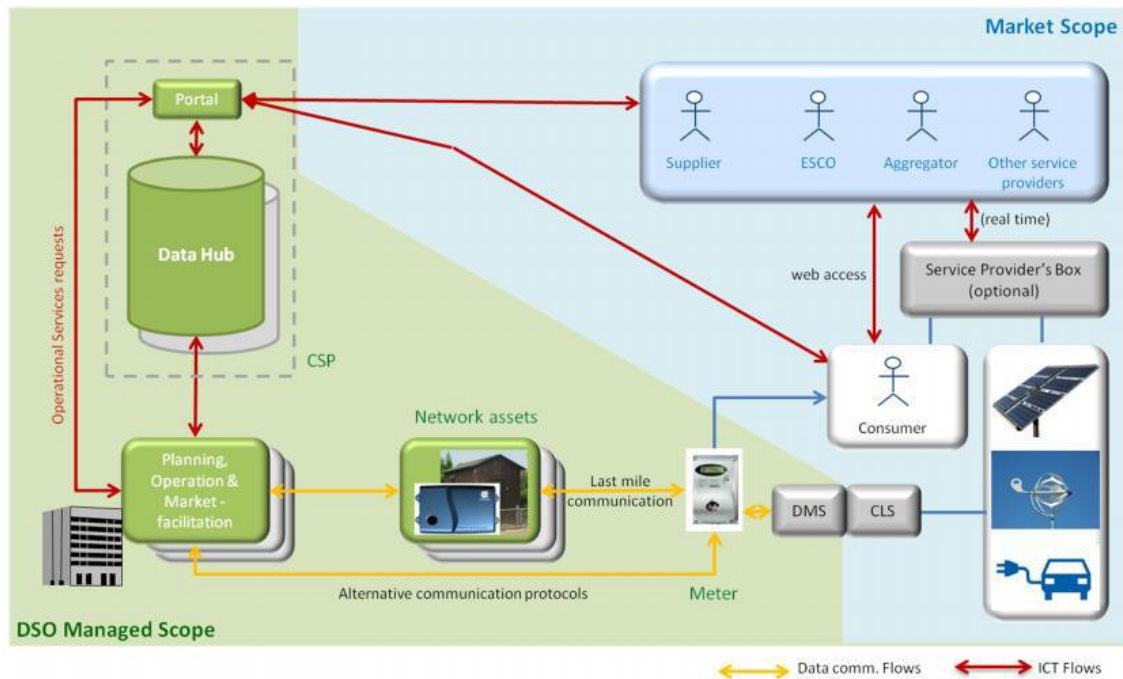 Market Scope
Portal
Supplier
ESCO
Aggregator
Other service
providers
Operational Services requests
Data Hub
(real time)
web access
Service Provider's Box
(optional)
CSP
Consumer
Network assets
Planning,
Operation &
Market -
facilitation
Last mile
communication
DMS
CLS
Alternative communication protocols
Meter
DSO Managed Scope
Data comm. Flows
ICT Flows